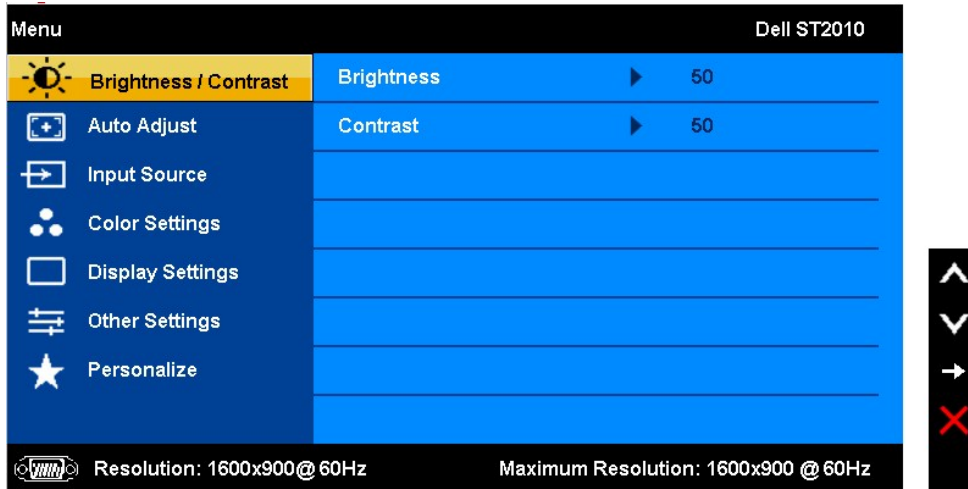 Menu Dell ST2010
Brightness / Contrast Brightness 50
Auto Adjust Contrast 50
Input Source
Color Settings
Display Settings
Other Settings
Personalize
Resolution: 1600x900@60Hz Maximum Resolution: 1600x900 @60Hz